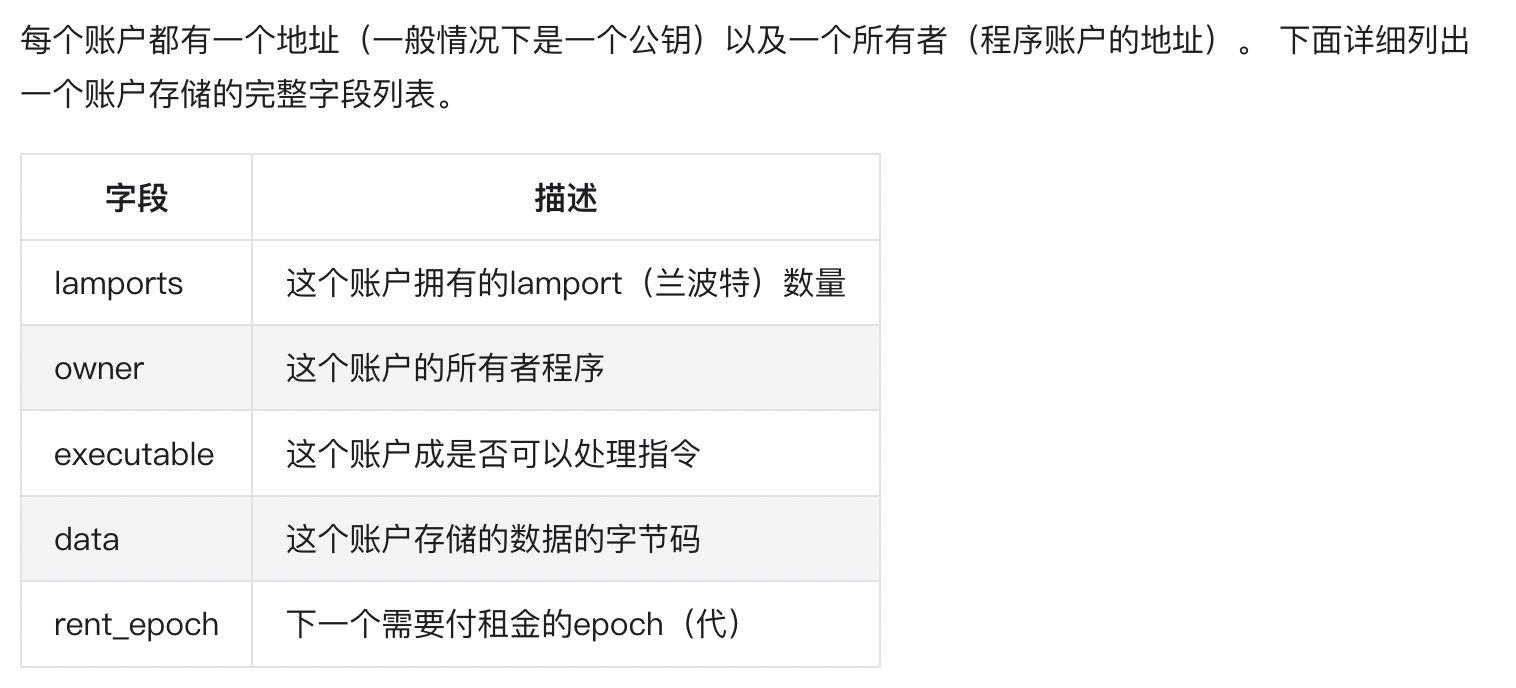 每个账户都有一个地址（一般情况下是一个公钥）以及一个所有者（程序账户的地址）。 下面详细列出
一个账户存储的完整字段列表。
字段 描述
lamports 这个账户拥有的lamport（兰波特）数量
owner 这个账户的所有者程序
executable 这个账户成是否可以处理指令
data 这个账户存储的数据的字节码
rent_epoch 下一个需要付租金的epoch（代）